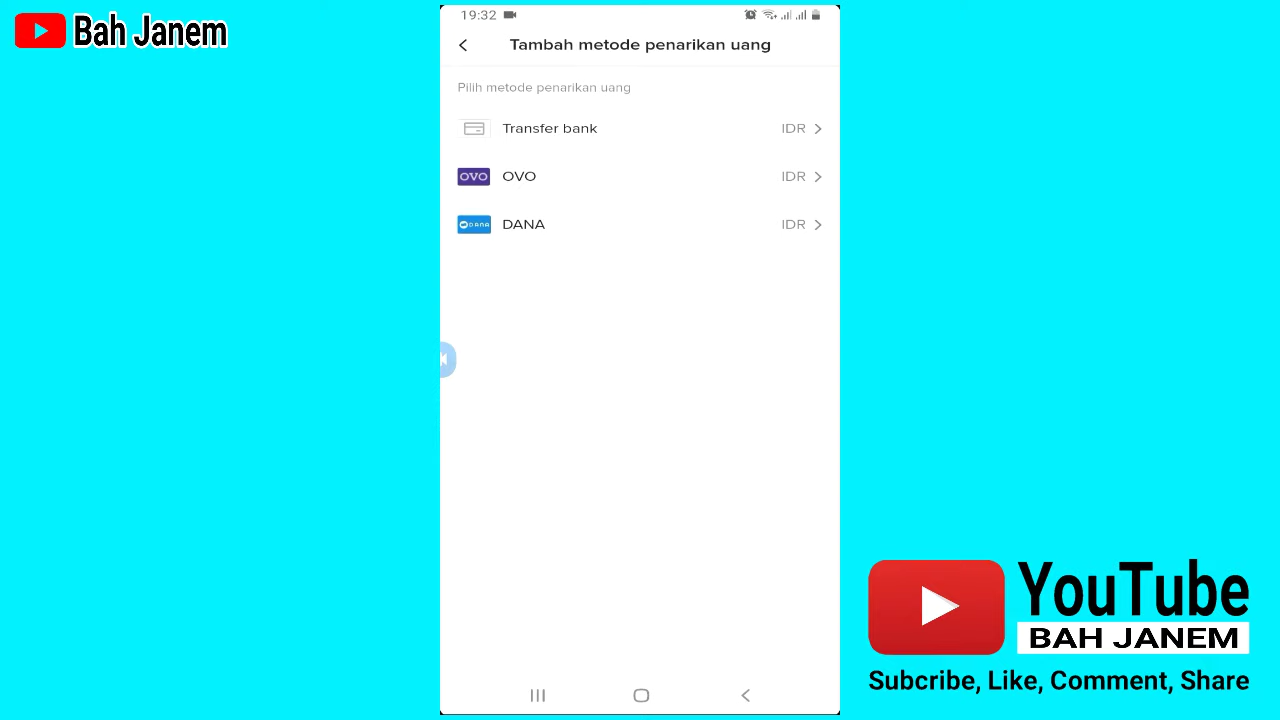 Bah Janem
19:32
Tambah metode penarikan uang
Pilih metode penarikan uang
Transfer bank IDR
OVO OVO IDR
DANA DANA IDR
YouTube
BAH JANEM
Subcribe, Like, Comment, Share